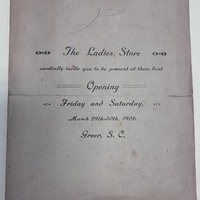 The Ladies Store
cordially invite you to be present at their first
Opening
Friday and Saturday,
March 29th-30th, 1906,
Greer, S. C.